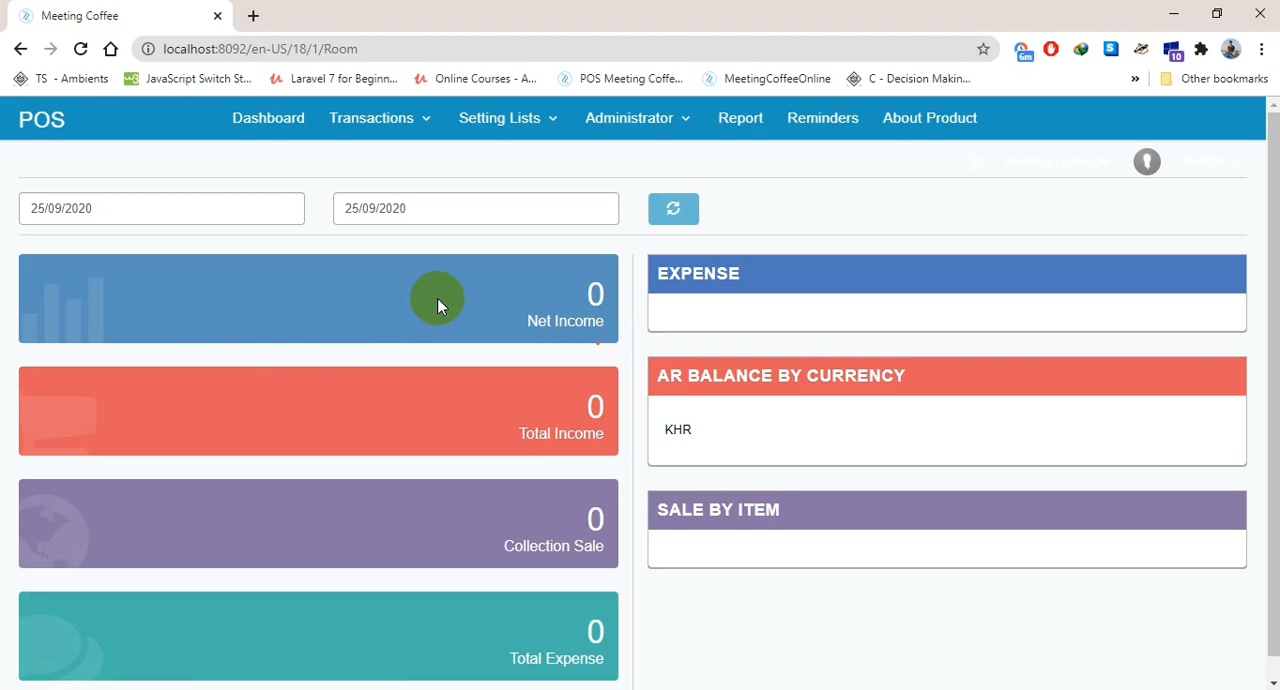 Meeting Coffee
localhost:8092/en-US/18/1/Room
6m
S
10
TS - Ambients
JavaScript Switch St...
Laravel 7 for Beginn...
Online Courses - A...
POS Meeting Coffe...
MeetingCoffeeOnline
C - Decision Makin...
»
Other bookmarks
POS
Dashboard
Transactions
Setting Lists
Administrator
Report
Reminders
About Product
25/09/2020
25/09/2020
0
Net Income
EXPENSE
0
Total Income
AR BALANCE BY CURRENCY
KHR
0
Collection Sale
SALE BY ITEM
0
Total Expense